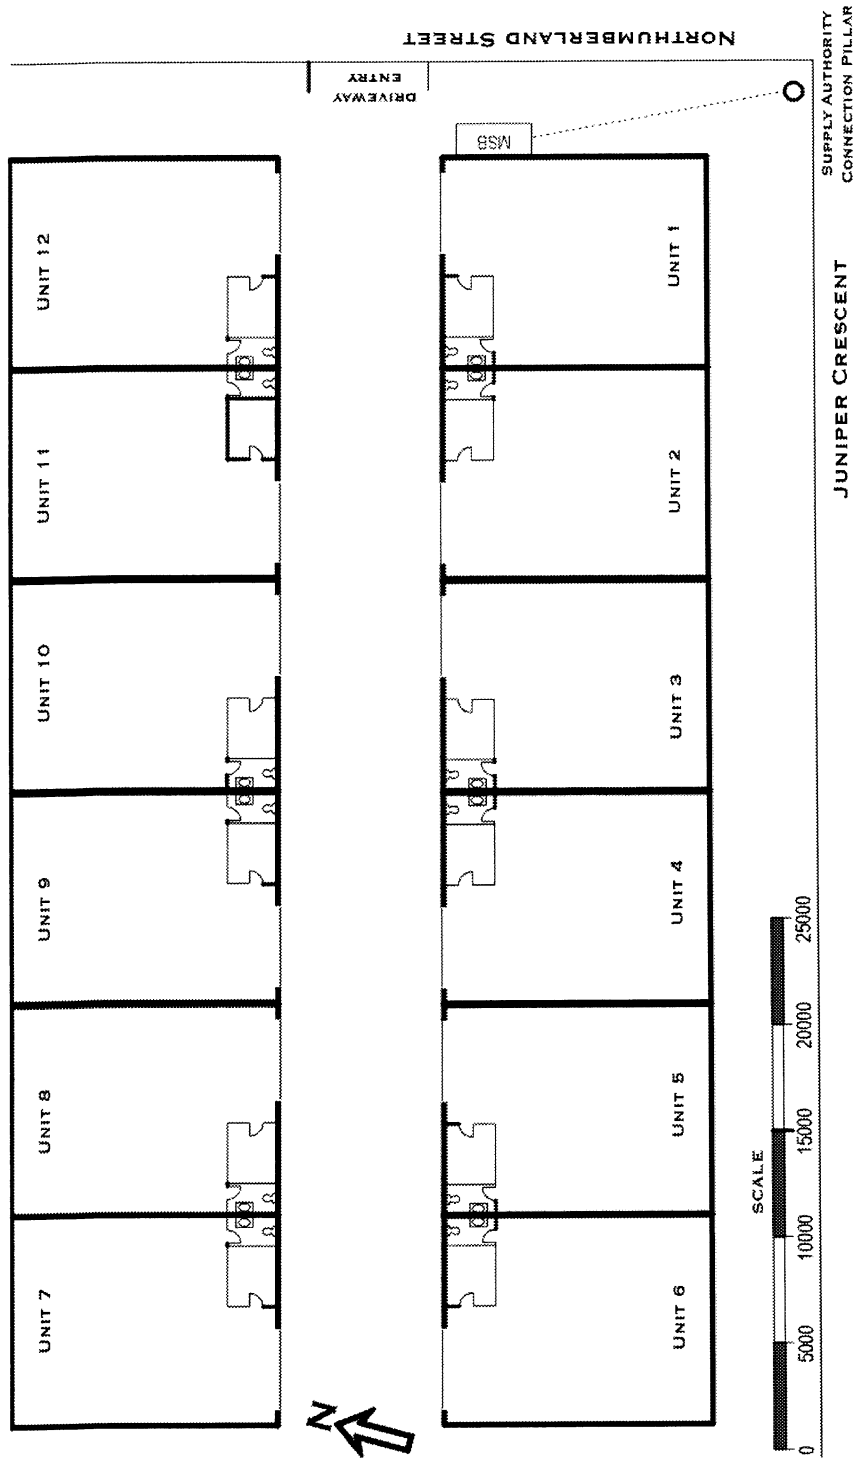 NORTHUMBERLAND STREET
SUPPLY AUTHORITY
CONNECTION PILLAR
DRIVEWAY
ENTRY
MSB
JUNIPER CRESCENT
UNIT 12
UNIT 1
UNIT 11
UNIT 2
UNIT 10
UNIT 3
UNIT 9
UNIT 4
UNIT 8
UNIT 5
UNIT 7
UNIT 6
SCALE
0 5000 10000 15000 20000 25000
N